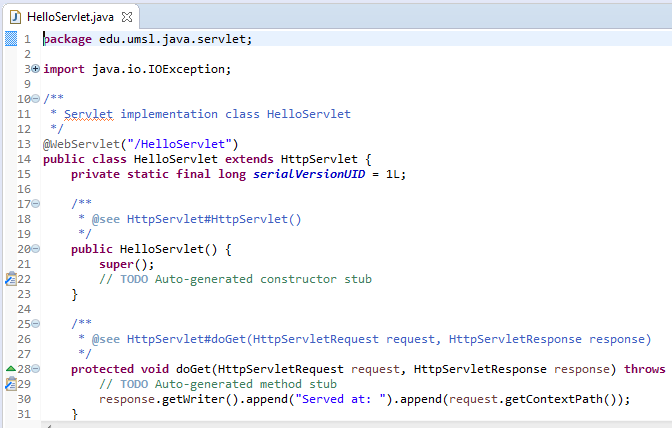 HelloServlet.java
1 package edu.umsl.java.servlet;
2
3 import java.io.IOException;
9
10 /**
11  * Servlet implementation class HelloServlet
12  */
13 @WebServlet("/HelloServlet")
14 public class HelloServlet extends HttpServlet {
15     private static final long serialVersionUID = 1L;
16
17     /**
18      * @see HttpServlet#HttpServlet()
19      */
20     public HelloServlet() {
21         super();
22         // TODO Auto-generated constructor stub
23     }
24
25     /**
26      * @see HttpServlet#doGet(HttpServletRequest request, HttpServletResponse response)
27      */
28     protected void doGet(HttpServletRequest request, HttpServletResponse response) throws
29         // TODO Auto-generated method stub
30         response.getWriter().append("Served at: ").append(request.getContextPath());
31     }